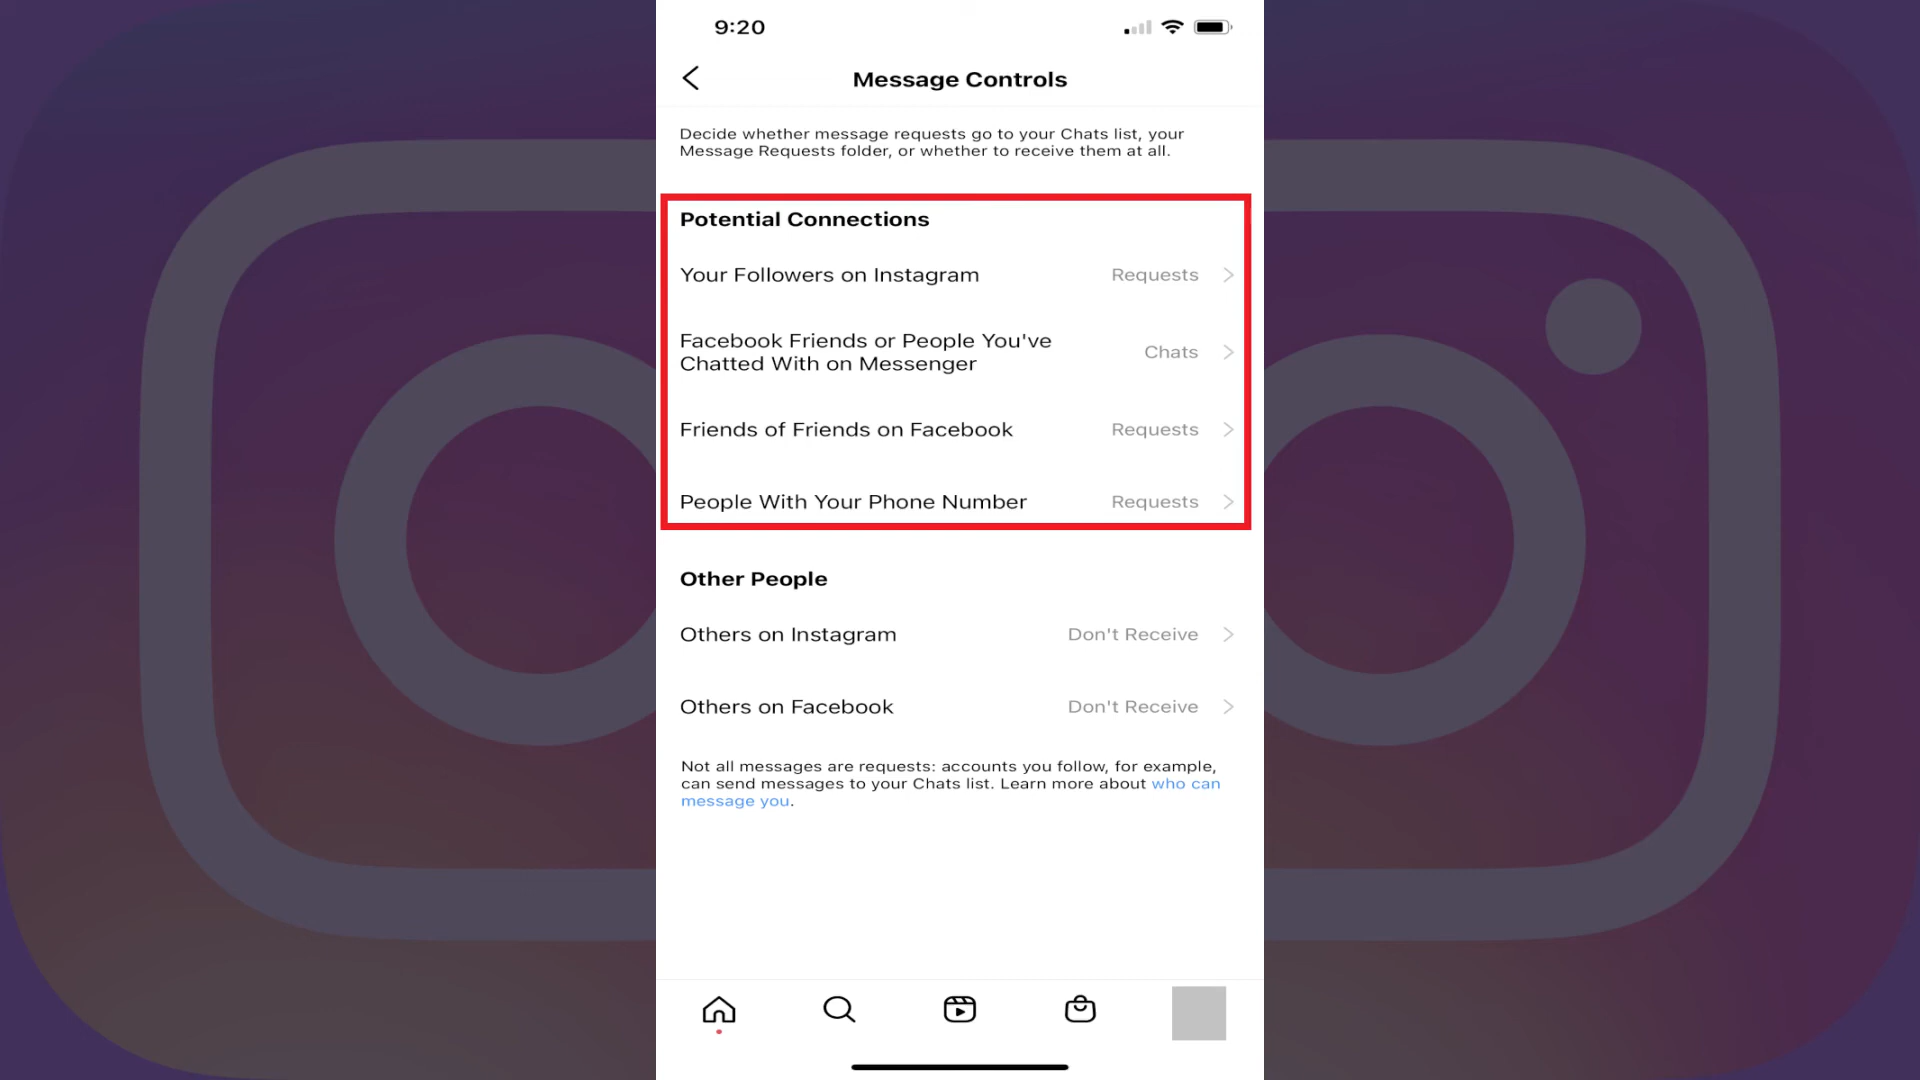 9:20
Message Controls
Decide whether message requests go to your Chats list, your
Message Requests folder, or whether to receive them at all.
Potential Connections
Your Followers on Instagram Requests
Facebook Friends or People You've
Chatted With on Messenger Chats
Friends of Friends on Facebook Requests
People With Your Phone Number Requests
Other People
Others on Instagram Don't Receive
Others on Facebook Don't Receive
Not all messages are requests: accounts you follow, for example,
can send messages to your Chats list. Learn more about who can
message you.